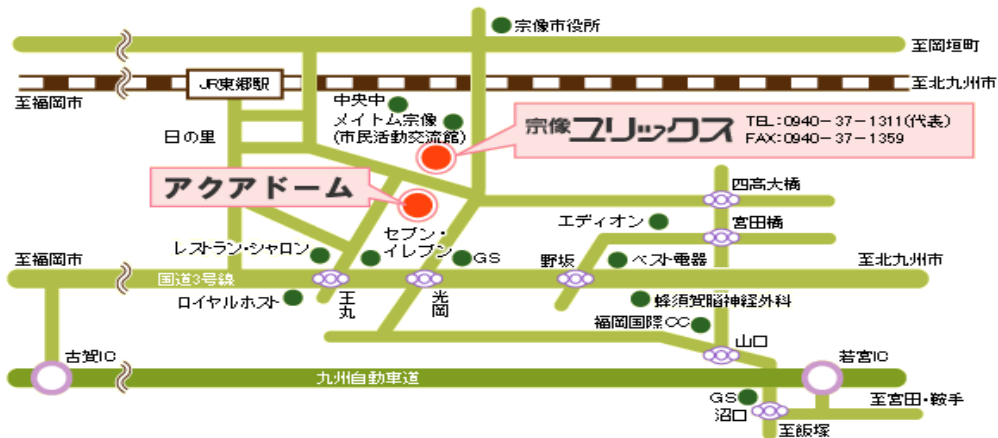 宗像市役所
至岡垣町
JR東郷駅
至北九州市
至福岡市
中央中
メイトム宗像
(市民活動交流館)
宗像ユリックス
TEL:0940-37-1311(代表)
FAX:0940-37-1359
日の里
アクアドーム
四高大橋
エディオン
宮田橋
セブン・
イレブン
レストラン・シャロン
GS
野坂
ベスト電器
至福岡市
国道3号線
至北九州市
ロイヤルホスト
王丸
光岡
蜂須賀脳神経外科
福岡国際CC
山口
古賀IC
若宮IC
九州自動車道
GS
沼口
至宮田・鞍手
至飯塚